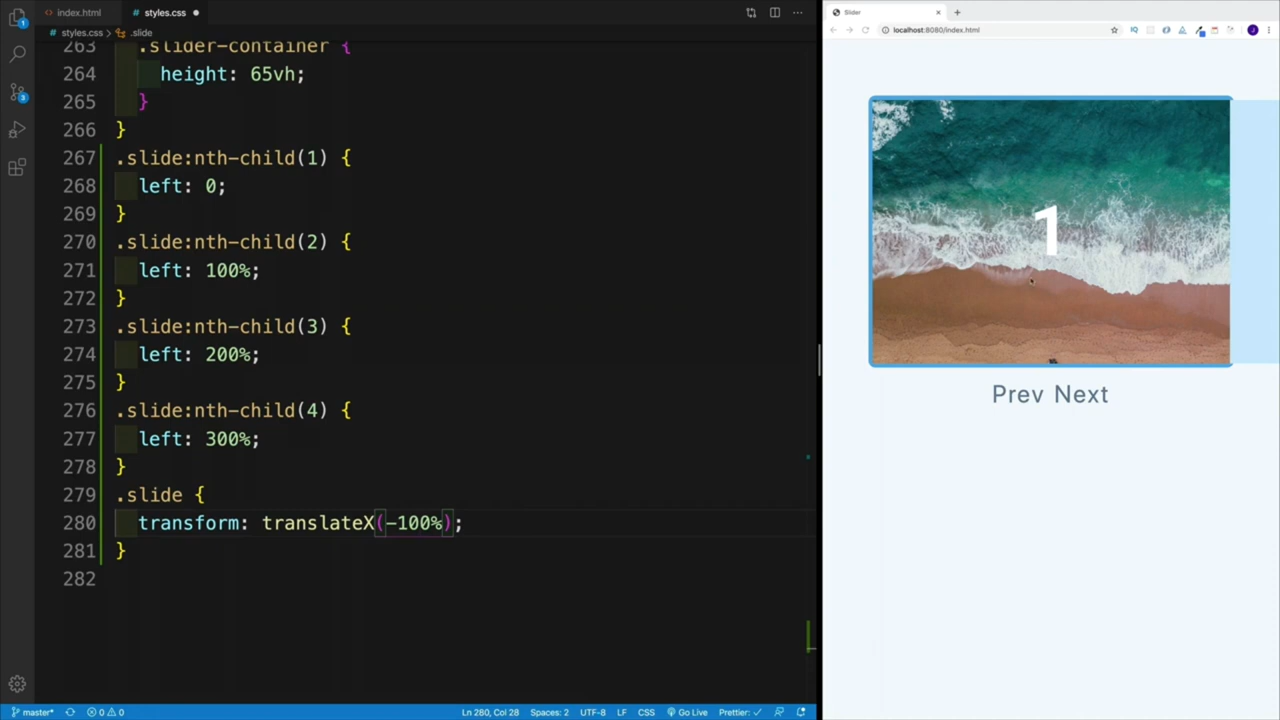 index.html
styles.css
styles.css > .slide
263 .slider-container {
264 height: 65vh;
265 }
266 }
267 .slide:nth-child(1) {
268 left: 0;
269 }
270 .slide:nth-child(2) {
271 left: 100%;
272 }
273 .slide:nth-child(3) {
274 left: 200%;
275 }
276 .slide:nth-child(4) {
277 left: 300%;
278 }
279 .slide {
280 transform: translateX(-100%);
281 }
282
master*
0 0
Ln 280, Col 28
Spaces: 2
UTF-8
LF
CSS
Go Live
Prettier: ✓
1
3
Slider
localhost:8080/index.html
J
1
Prev Next